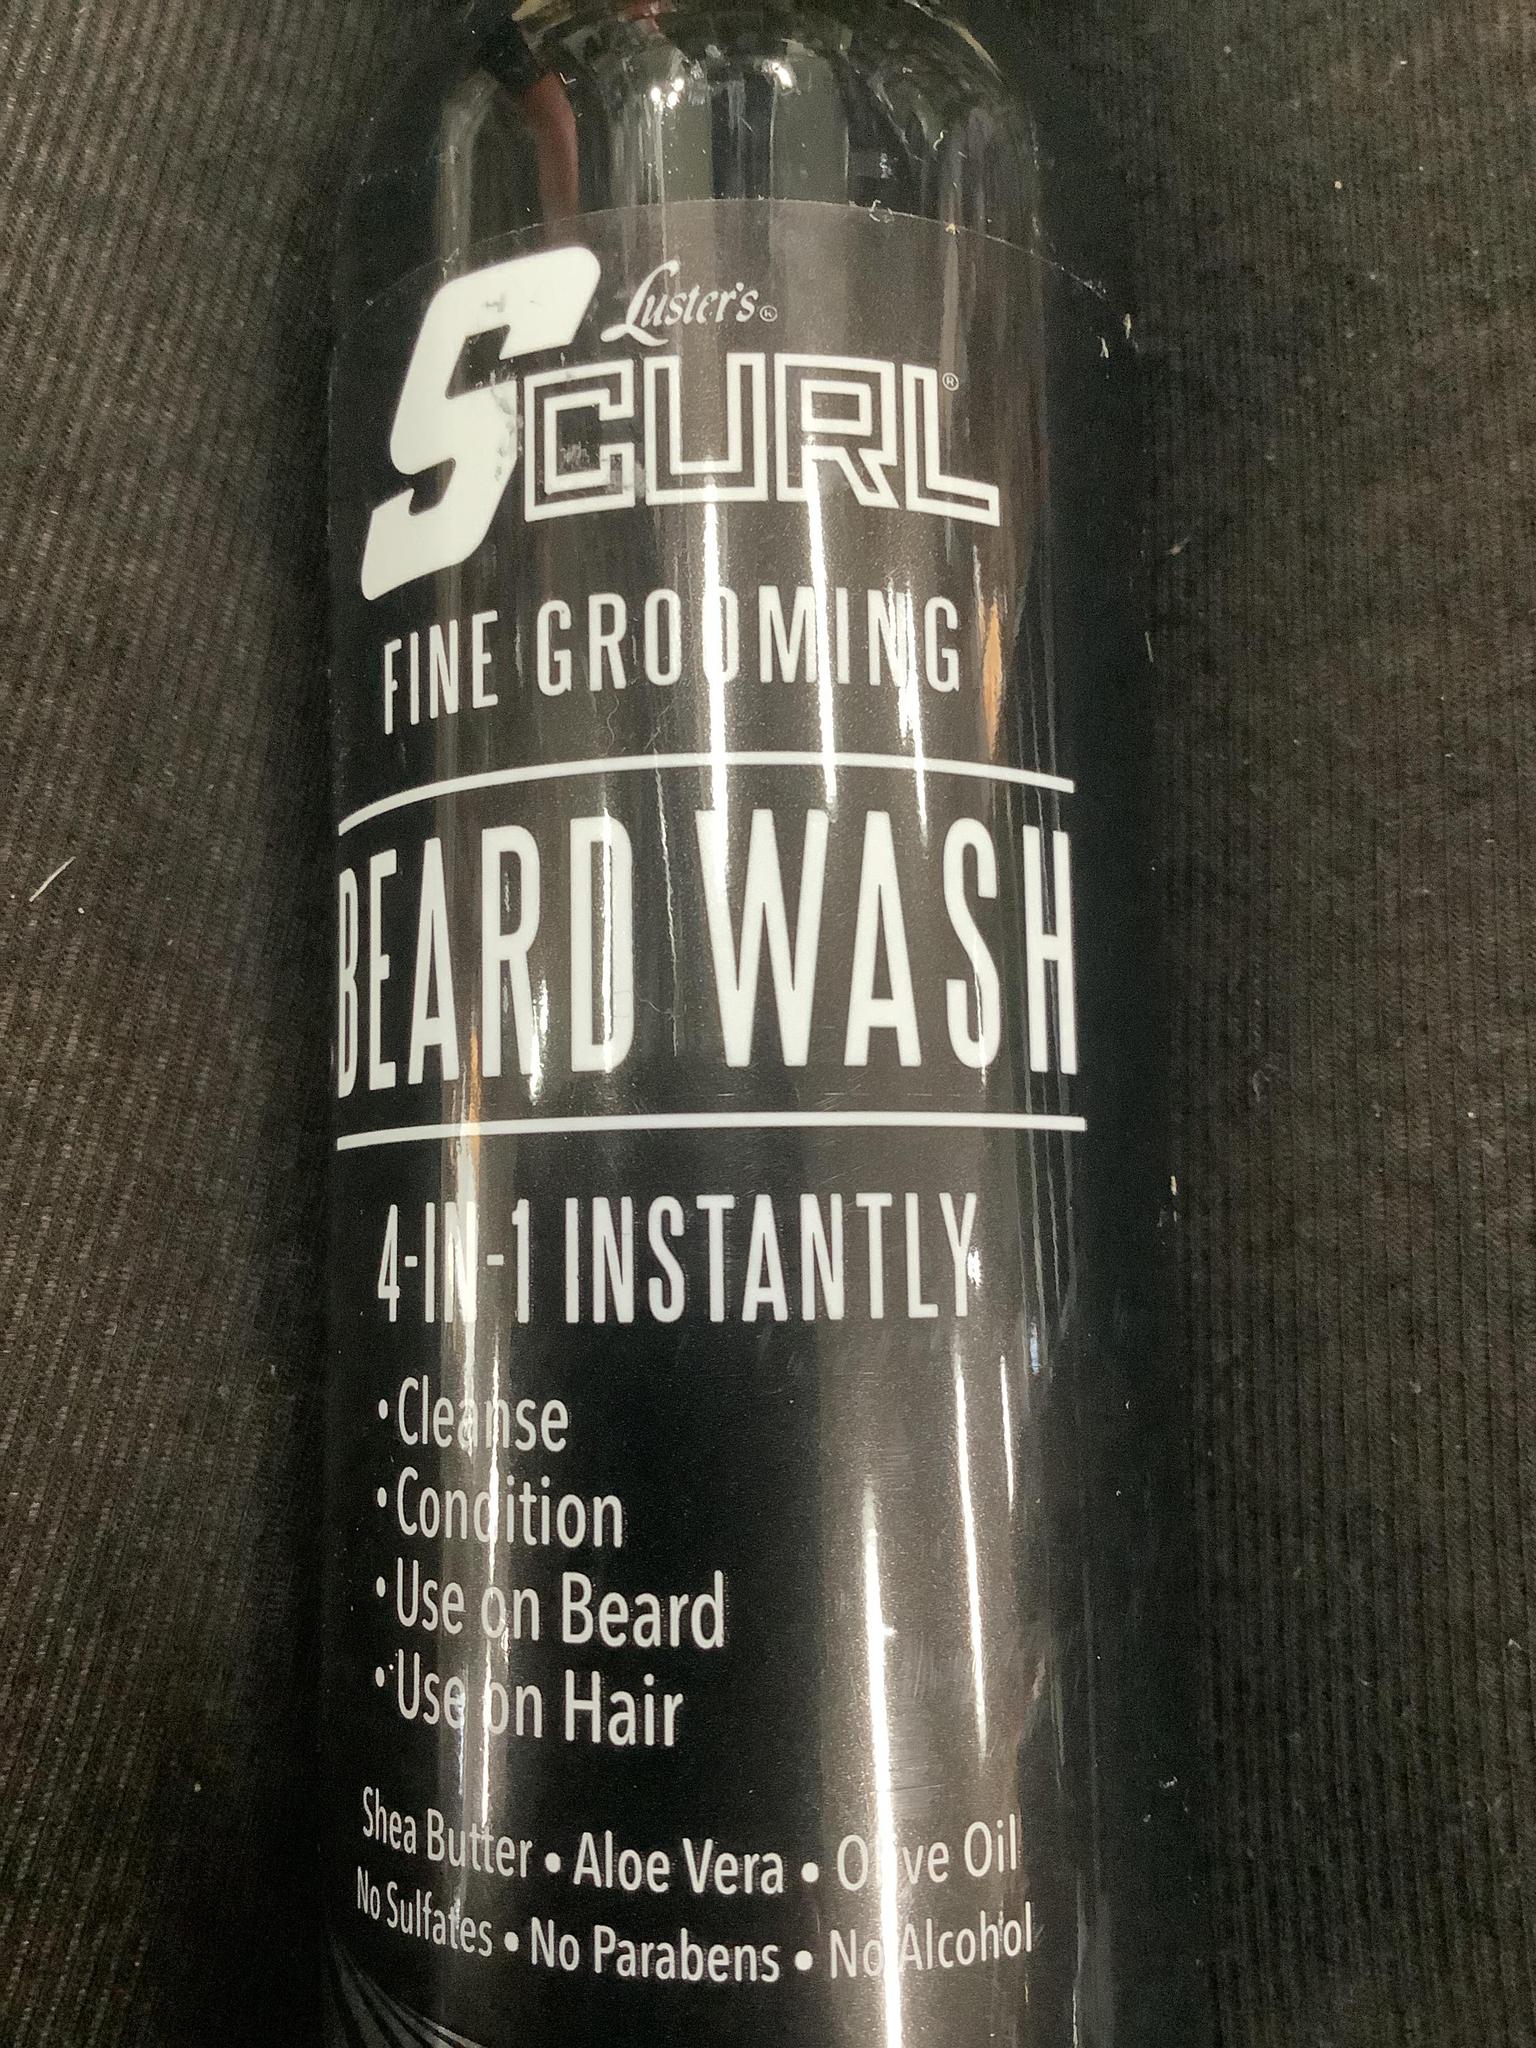 Luster's®
SCURL®
FINE GROOMING
BEARD WASH
4-IN-1 INSTANTLY
•Cleanse
•Condition
•Use on Beard
•Use on Hair
Shea Butter • Aloe Vera • Olive Oil
No Sulfates • No Parabens • No Alcohol